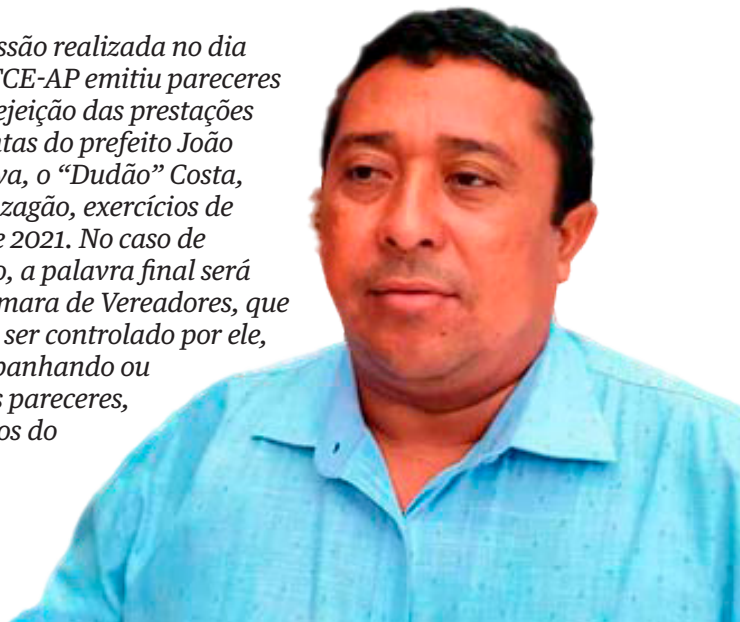 ssão realizada no dia
TCE-AP emitiu pareceres
ejeição das prestações
ntas do prefeito João
va, o “Dudão” Costa,
zagão, exercícios de
e 2021. No caso de
o, a palavra final será
mara de Vereadores, que
ser controlado por ele,
panhando ou
s pareceres,
os do